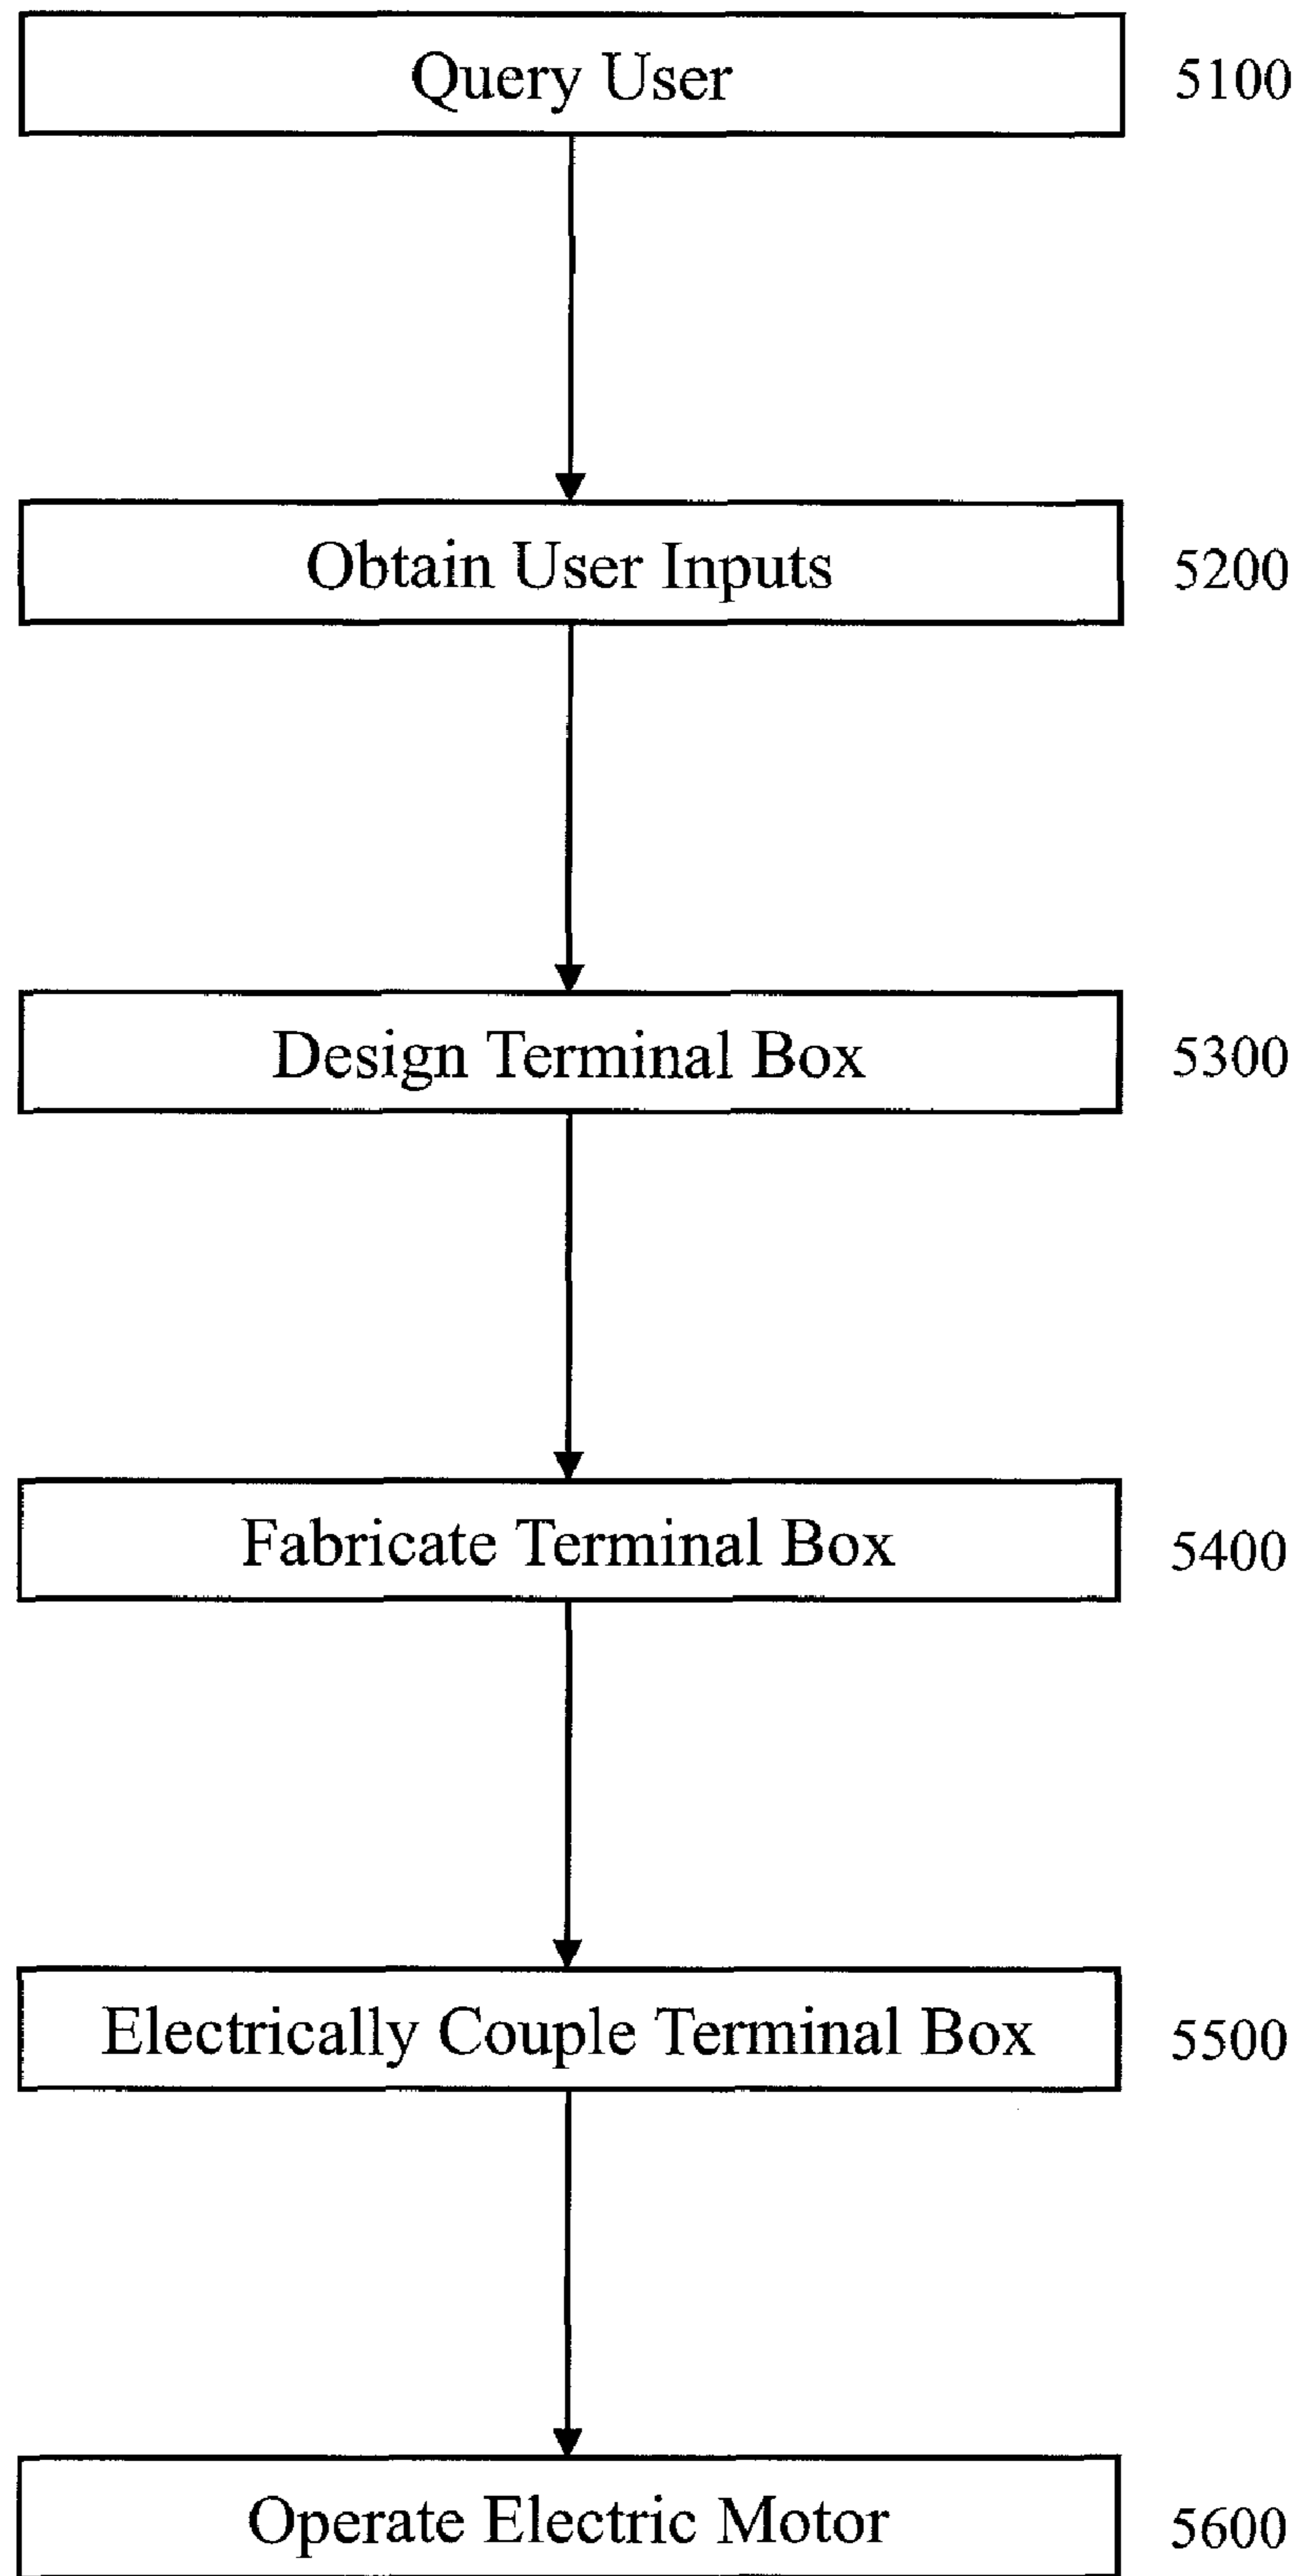 Query User 5100
Obtain User Inputs 5200
Design Terminal Box 5300
Fabricate Terminal Box 5400
Electrically Couple Terminal Box 5500
Operate Electric Motor 5600